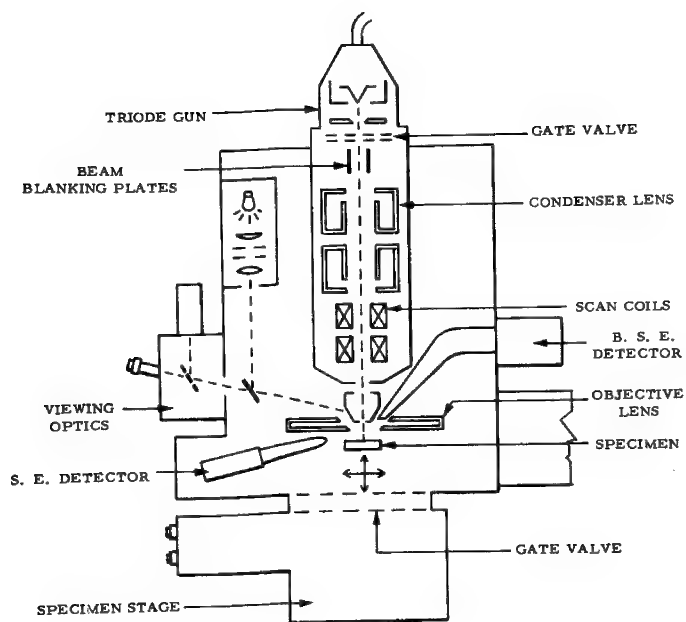 TRIODE GUN
GATE VALVE
BEAM
BLANKING PLATES
CONDENSER LENS
SCAN COILS
B. S. E.
DETECTOR
VIEWING
OPTICS
OBJECTIVE
LENS
SPECIMEN
S. E. DETECTOR
GATE VALVE
SPECIMEN STAGE